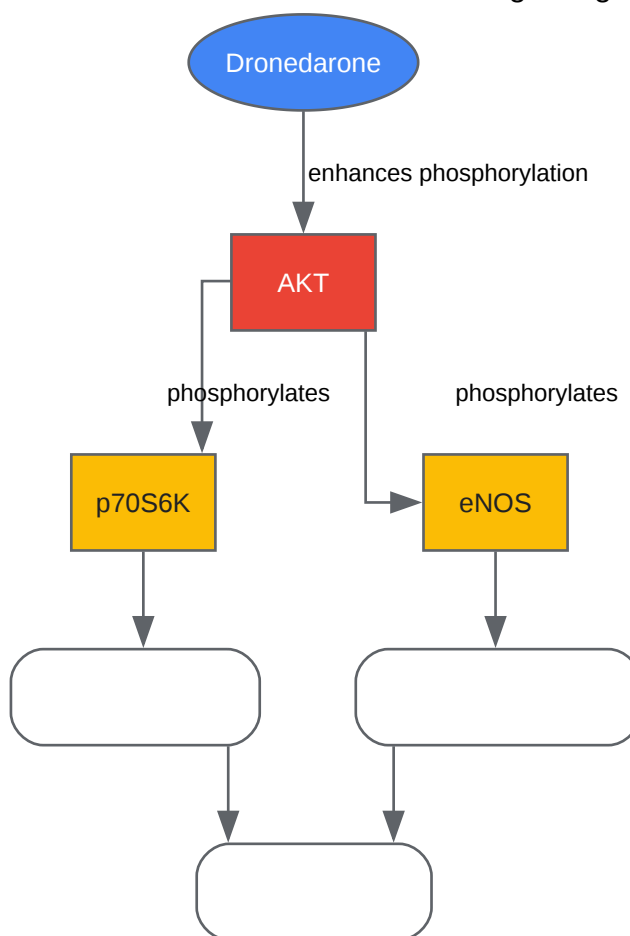 Dronedarone
enhances phosphorylation
AKT
phosphorylates
phosphorylates
p70S6K
eNOS